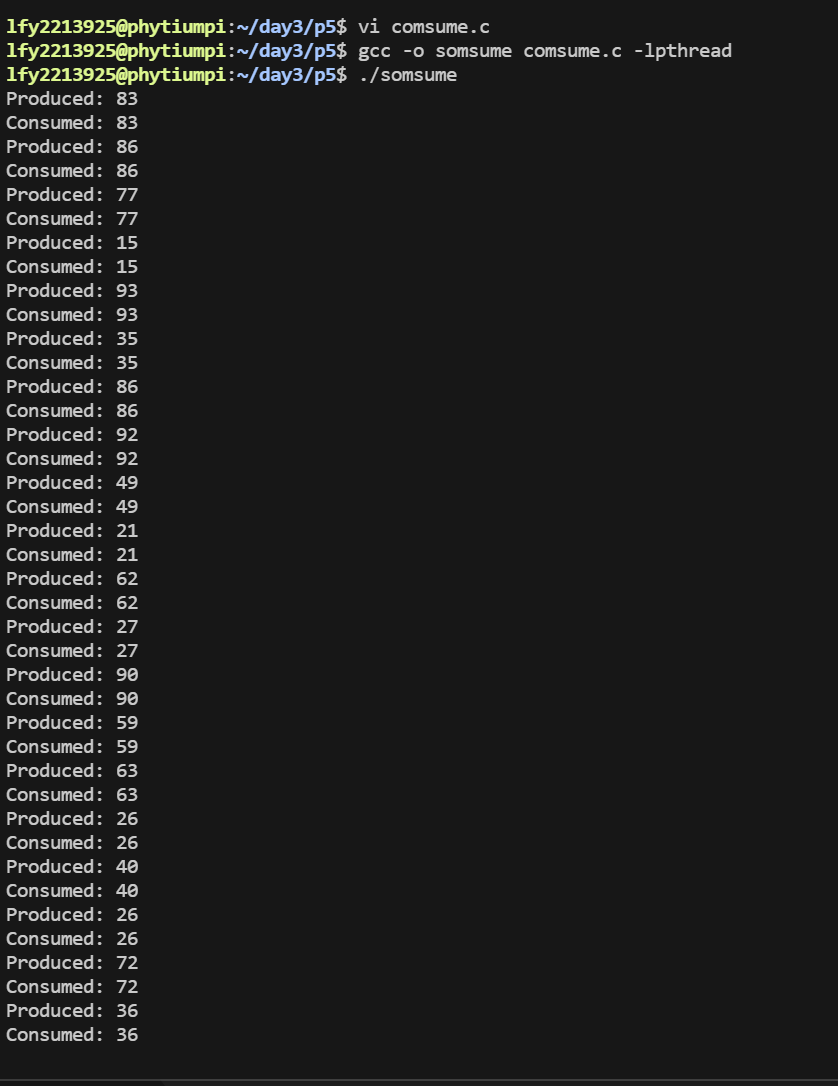 lfy2213925@phytiumpi:~/day3/p5$ vi comsume.c
lfy2213925@phytiumpi:~/day3/p5$ gcc -o somsume comsume.c -lpthread
lfy2213925@phytiumpi:~/day3/p5$ ./somsume
Produced: 83
Consumed: 83
Produced: 86
Consumed: 86
Produced: 77
Consumed: 77
Produced: 15
Consumed: 15
Produced: 93
Consumed: 93
Produced: 35
Consumed: 35
Produced: 86
Consumed: 86
Produced: 92
Consumed: 92
Produced: 49
Consumed: 49
Produced: 21
Consumed: 21
Produced: 62
Consumed: 62
Produced: 27
Consumed: 27
Produced: 90
Consumed: 90
Produced: 59
Consumed: 59
Produced: 63
Consumed: 63
Produced: 26
Consumed: 26
Produced: 40
Consumed: 40
Produced: 26
Consumed: 26
Produced: 72
Consumed: 72
Produced: 36
Consumed: 36